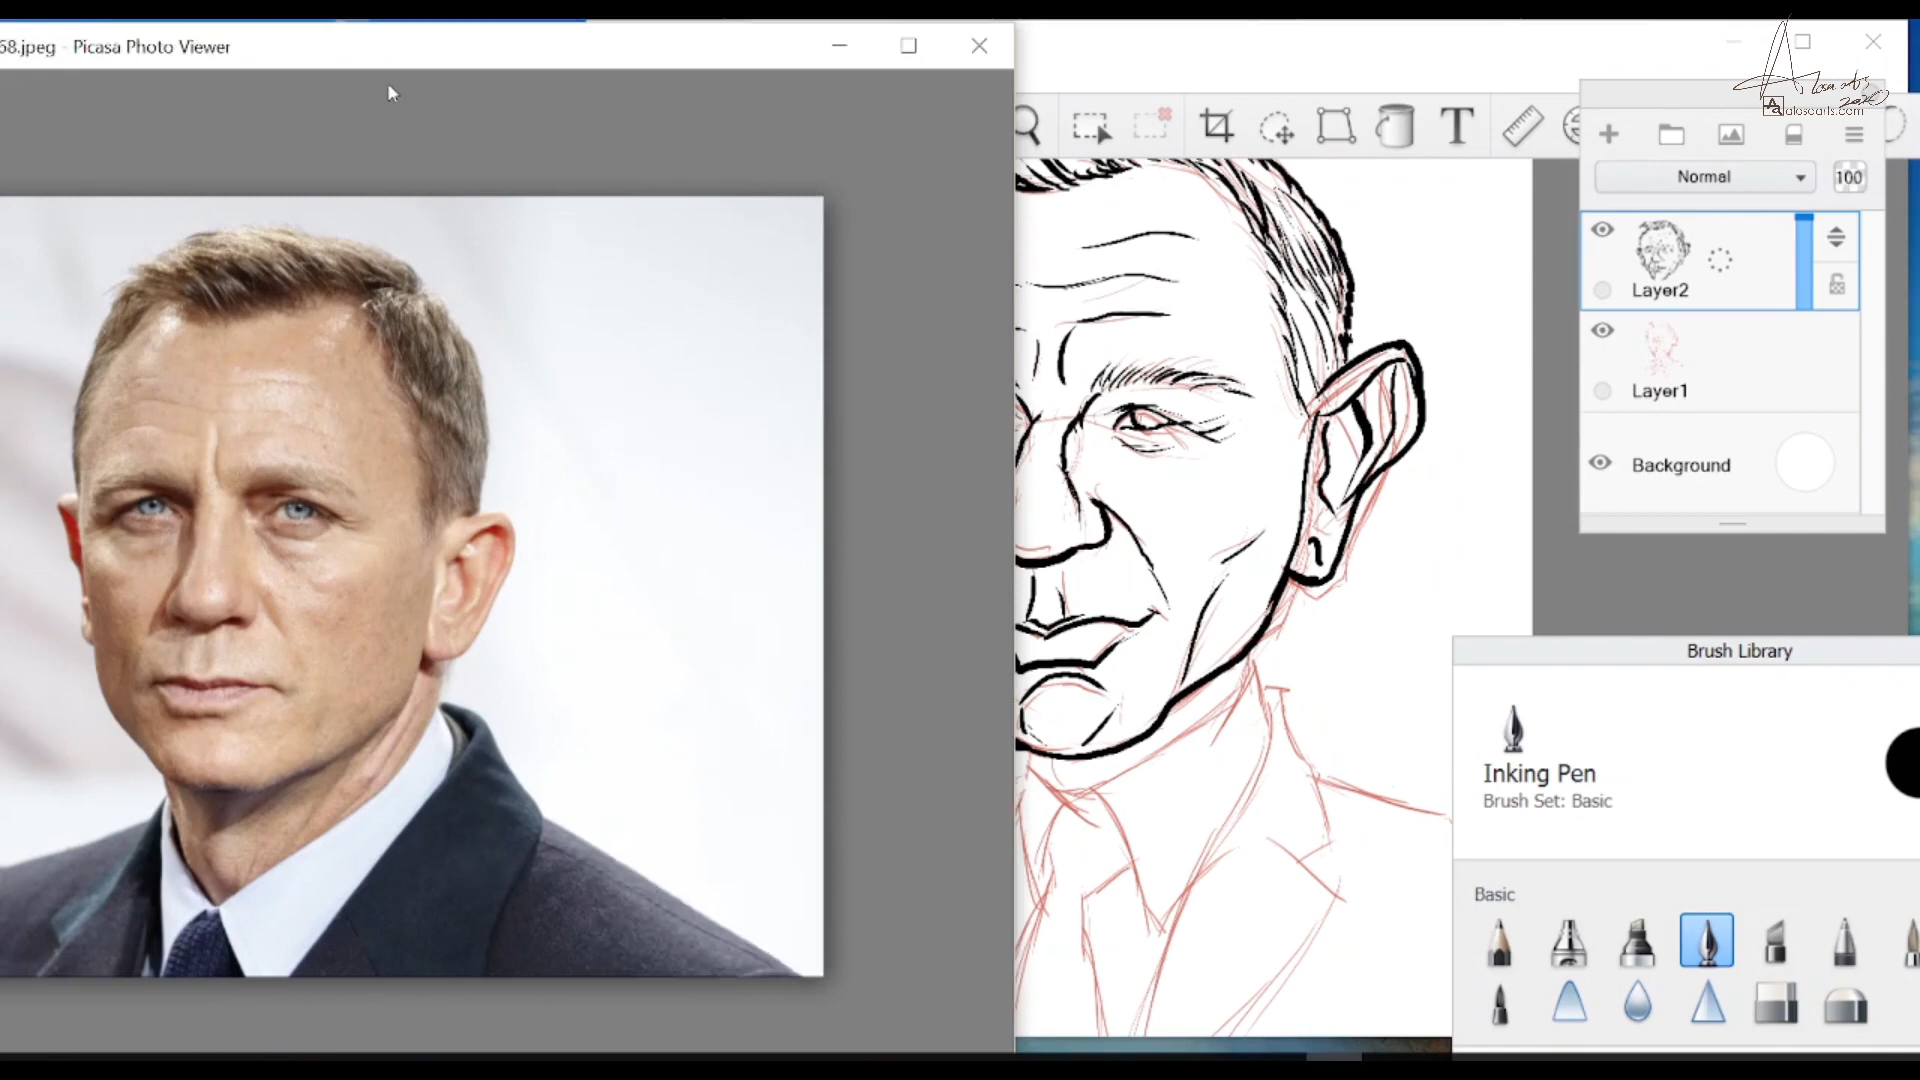 68.jpeg - Picasa Photo Viewer
aloscarts.com
T
Normal
100
Layer2
Layer1
Background
Brush Library
Inking Pen
Brush Set: Basic
Basic